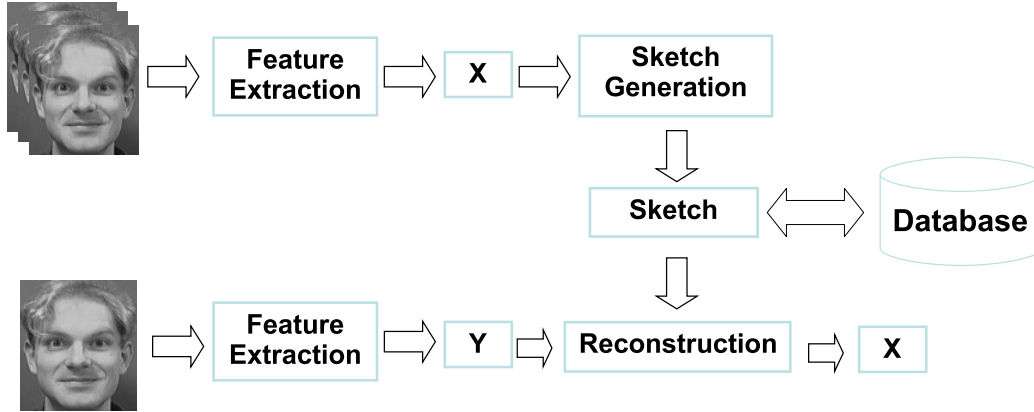 Feature
Extraction
X
Sketch
Generation
Sketch
Database
Feature
Extraction
Y
Reconstruction
X